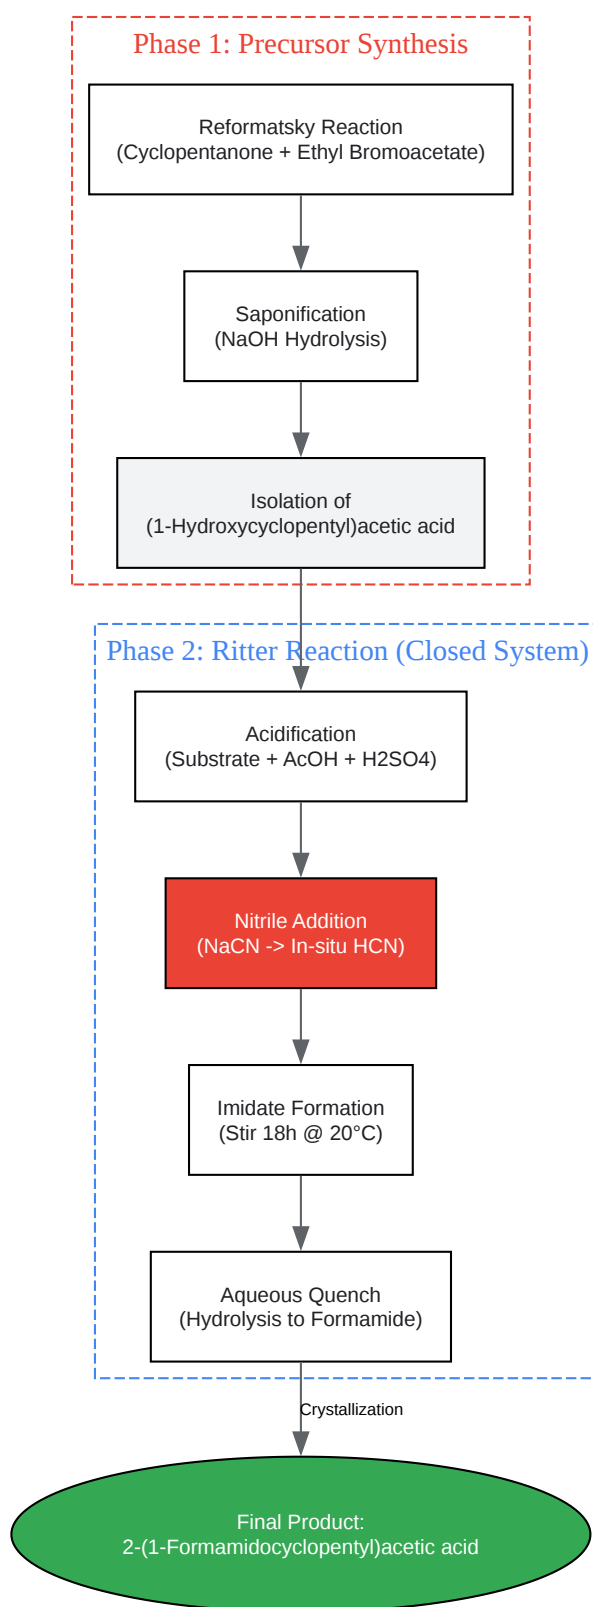 Phase 1: Precursor Synthesis
Reformatsky Reaction
(Cyclopentanone + Ethyl Bromoacetate)
Saponification
(NaOH Hydrolysis)
Isolation of
(1-Hydroxycyclopentyl)acetic acid
Phase 2: Ritter Reaction (Closed System)
Acidification
(Substrate + AcOH + H2SO4)
Nitrile Addition
(NaCN -> In-situ HCN)
Imidate Formation
(Stir 18h @ 20°C)
Aqueous Quench
(Hydrolysis to Formamide)
Crystallization
Final Product:
2-(1-Formamidocyclopentyl)acetic acid